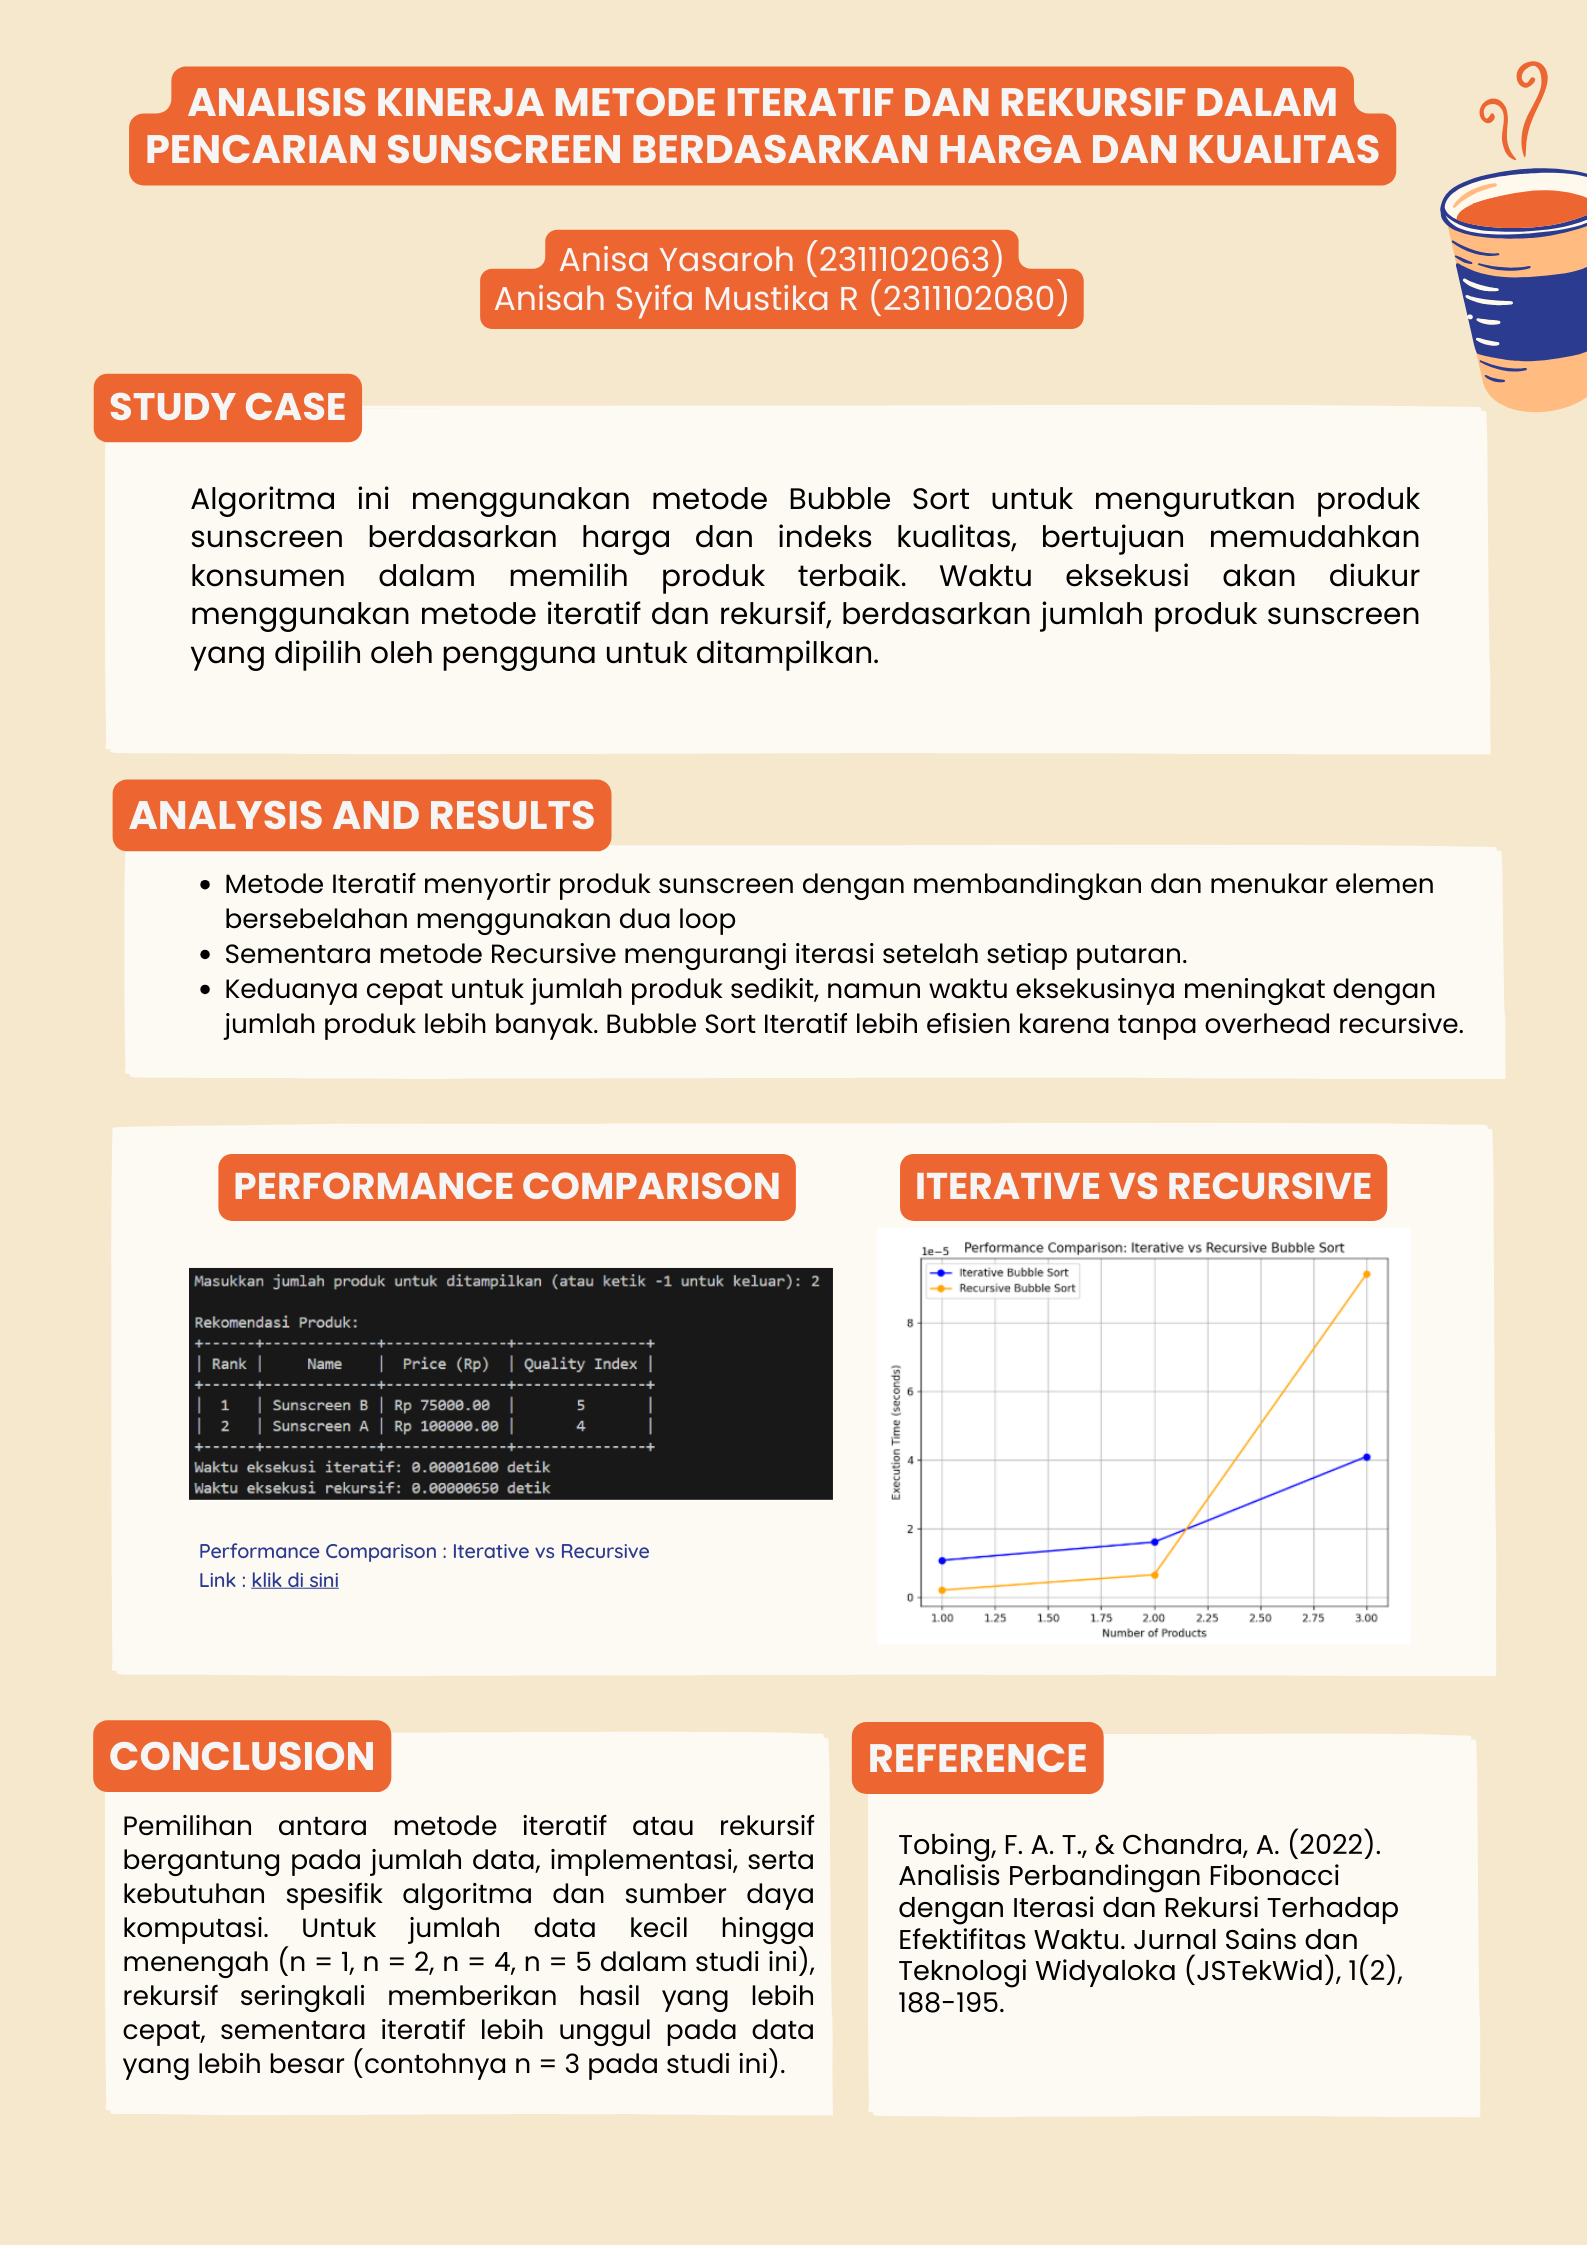 ANALISIS KINERJA METODE ITERATIF DAN REKURSIF DALAM
PENCARIAN SUNSCREEN BERDASARKAN HARGA DAN KUALITAS
Anisa Yasaroh (2311102063)
Anisah Syifa Mustika R (2311102080)
STUDY CASE
Algoritma ini menggunakan metode Bubble Sort untuk mengurutkan produk
sunscreen berdasarkan harga dan indeks kualitas, bertujuan memudahkan
konsumen dalam memilih produk terbaik. Waktu eksekusi akan diukur
menggunakan metode iteratif dan rekursif, berdasarkan jumlah produk sunscreen
yang dipilih oleh pengguna untuk ditampilkan.
ANALYSIS AND RESULTS
• Metode Iteratif menyortir produk sunscreen dengan membandingkan dan menukar elemen
bersebelahan menggunakan dua loop
• Sementara metode Recursive mengurangi iterasi setelah setiap putaran.
• Keduanya cepat untuk jumlah produk sedikit, namun waktu eksekusinya meningkat dengan
jumlah produk lebih banyak. Bubble Sort Iteratif lebih efisien karena tanpa overhead recursive.
PERFORMANCE COMPARISON
Masukkan jumlah produk untuk ditampilkan (atau ketik -1 untuk keluar): 2
Rekomendasi Produk:
+------+-------------+--------------+---------------+
| Rank | Name | Price (Rp) | Quality Index |
+------+-------------+--------------+---------------+
| 1 | Sunscreen B | Rp 75000.00 | 5 |
| 2 | Sunscreen A | Rp 100000.00 | 4 |
+------+-------------+--------------+---------------+
Waktu eksekusi iteratif: 0.00001600 detik
Waktu eksekusi rekursif: 0.00000650 detik
Performance Comparison : Iterative vs Recursive
Link : klik di sini
ITERATIVE VS RECURSIVE
1e−5 Performance Comparison: Iterative vs Recursive Bubble Sort
Iterative Bubble Sort
Recursive Bubble Sort
8
6
4
2
0
Execution Time (seconds)
1.00 1.25 1.50 1.75 2.00 2.25 2.50 2.75 3.00
Number of Products
CONCLUSION
Pemilihan antara metode iteratif atau rekursif
bergantung pada jumlah data, implementasi, serta
kebutuhan spesifik algoritma dan sumber daya
komputasi. Untuk jumlah data kecil hingga
menengah (n = 1, n = 2, n = 4, n = 5 dalam studi ini),
rekursif seringkali memberikan hasil yang lebih
cepat, sementara iteratif lebih unggul pada data
yang lebih besar (contohnya n = 3 pada studi ini).
REFERENCE
Tobing, F. A. T., & Chandra, A. (2022).
Analisis Perbandingan Fibonacci
dengan Iterasi dan Rekursi Terhadap
Efektifitas Waktu. Jurnal Sains dan
Teknologi Widyaloka (JSTekWid), 1(2),
188-195.